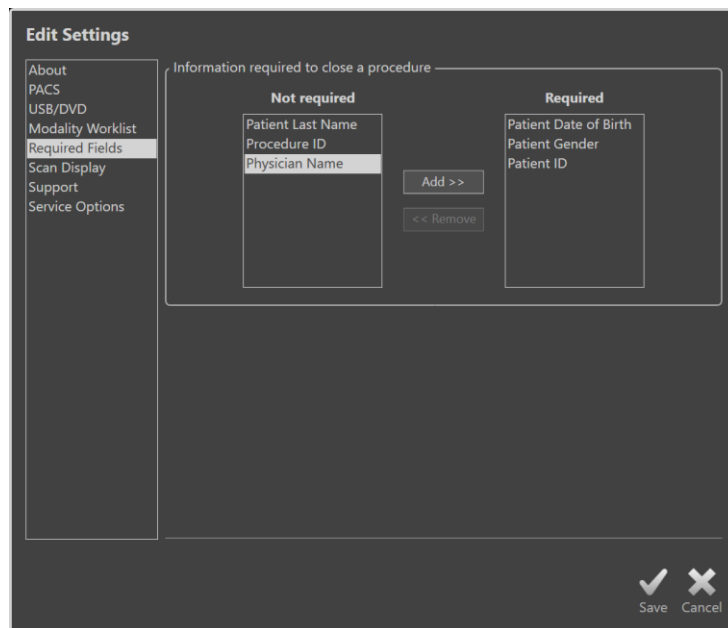 Edit Settings
About
PACS
USB/DVD
Modality Worklist
Required Fields
Scan Display
Support
Service Options
Information required to close a procedure
Not required
Patient Last Name
Procedure ID
Physician Name
Add >>
<< Remove
Required
Patient Date of Birth
Patient Gender
Patient ID
Save
Cancel